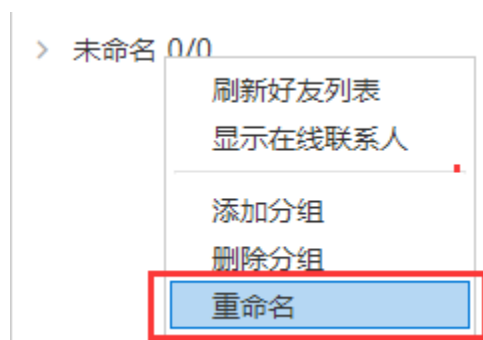 未命名 0/0
刷新好友列表
显示在线联系人
添加分组
删除分组
重命名